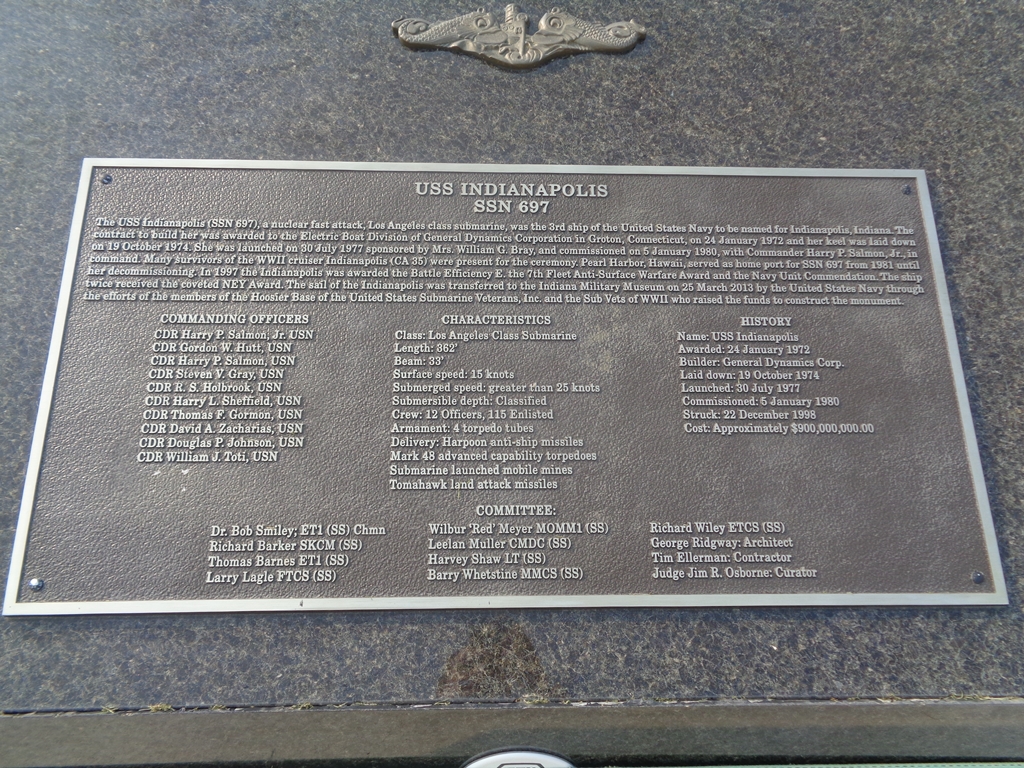 USS INDIANAPOLIS
SSN 697
The USS Indianapolis (SSN 697), a nuclear fast attack, Los Angeles class submarine, was the 3rd ship of the United States Navy to be named for Indianapolis, Indiana. The
contract to build her was awarded to the Electric Boat Division of General Dynamics Corporation in Groton, Connecticut, on 24 January 1972 and her keel was laid down
on 19 October 1974. She was launched on 30 July 1977 sponsored by Mrs. William G. Bray, and commissioned on 5 January 1980, with Commander Harry P. Salmon, Jr., in
command. Many survivors of the WWII cruiser Indianapolis (CA 35) were present for the ceremony. Pearl Harbor, Hawaii, served as home port for SSN 697 from 1981 until
her decommissioning. In 1997 the Indianapolis was awarded the Battle Efficiency E. the 7th Fleet Anti-Surface Warfare Award and the Navy Unit Commendation. The ship
twice received the coveted NEY Award. The sail of the Indianapolis was transferred to the Indiana Military Museum on 25 March 2013 by the United States Navy through
the efforts of the members of the Hoosier Base of the United States Submarine Veterans, Inc. and the Sub Vets of WWII who raised the funds to construct the monument.
COMMANDING OFFICERS
CDR Harry P. Salmon, Jr. USN
CDR Gordon W. Hutt, USN
CDR Harry P. Salmon, USN
CDR Steven V. Gray, USN
CDR R. S. Holbrook, USN
CDR Harry L. Sheffield, USN
CDR Thomas F. Gormon, USN
CDR David A. Zacharias, USN
CDR Douglas P. Johnson, USN
CDR William J. Toti, USN
CHARACTERISTICS
Class: Los Angeles Class Submarine
Length: 362'
Beam: 33'
Surface speed: 15 knots
Submerged speed: greater than 25 knots
Submersible depth: Classified
Crew: 12 Officers, 115 Enlisted
Armament: 4 torpedo tubes
Delivery: Harpoon anti-ship missiles
Mark 48 advanced capability torpedoes
Submarine launched mobile mines
Tomahawk land attack missiles
HISTORY
Name: USS Indianapolis
Awarded: 24 January 1972
Builder: General Dynamics Corp.
Laid down: 19 October 1974
Launched: 30 July 1977
Commissioned: 5 January 1980
Struck: 22 December 1998
Cost: Approximately $900,000,000.00
COMMITTEE:
Dr. Bob Smiley; ET1 (SS) Chmn
Richard Barker SKCM (SS)
Thomas Barnes ET1 (SS)
Larry Lagle FTCS (SS)
Wilbur 'Red' Meyer MOMM1 (SS)
Leelan Muller CMDC (SS)
Harvey Shaw LT (SS)
Barry Whetstine MMCS (SS)
Richard Wiley ETCS (SS)
George Ridgway: Architect
Tim Ellerman: Contractor
Judge Jim R. Osborne: Curator